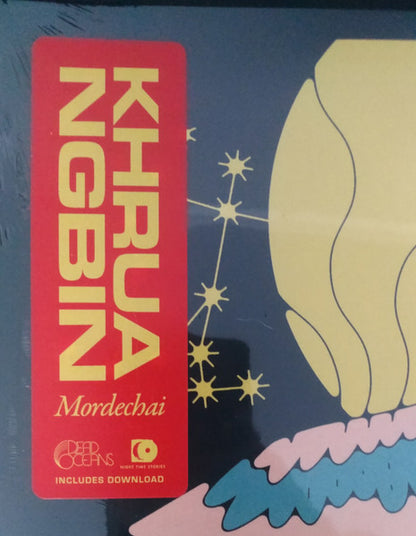 KHRUA
NGBIN
Mordechai
DEAD
OCEANS
NIGHT TIME STORIES
INCLUDES DOWNLOAD